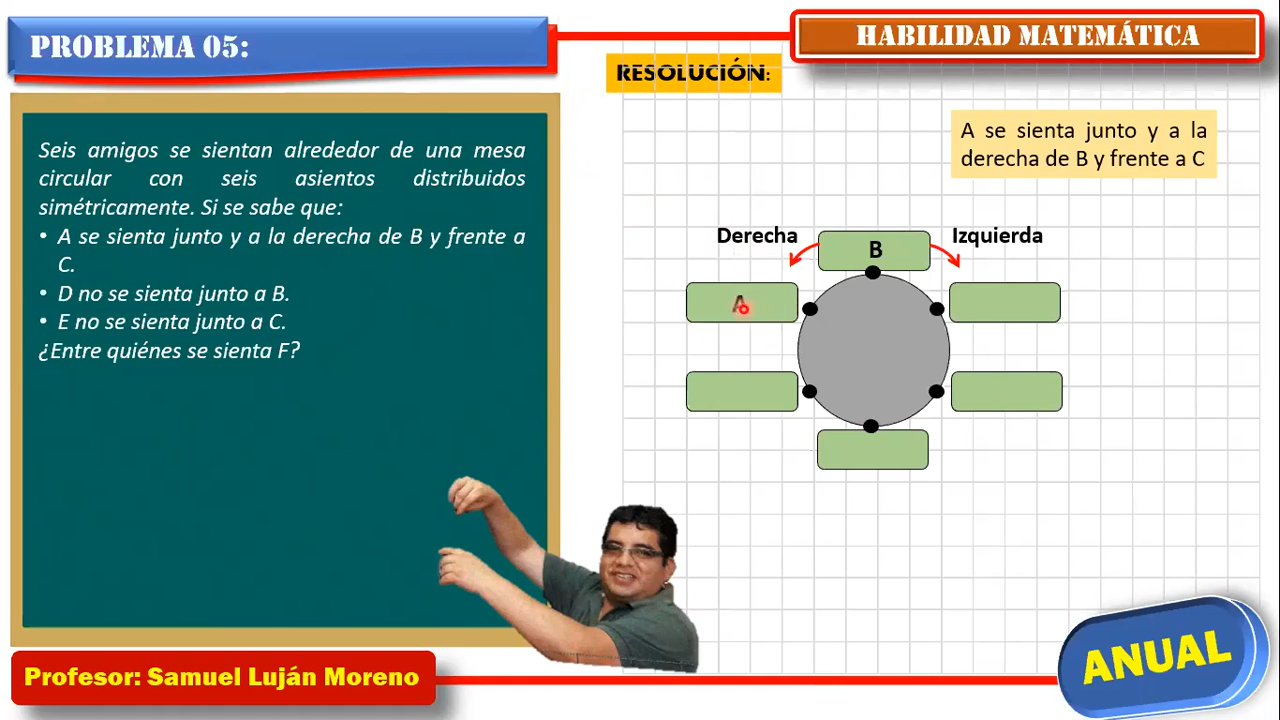 PROBLEMA 05:
HABILIDAD MATEMÁTICA
RESOLUCIÓN:
A se sienta junto y a la
derecha de B y frente a C
Seis amigos se sientan alrededor de una mesa
circular con seis asientos distribuidos
simétricamente. Si se sabe que:
• A se sienta junto y a la derecha de B y frente a
C.
• D no se sienta junto a B.
• E no se sienta junto a C.
¿Entre quiénes se sienta F?
Derecha
B
Izquierda
A
Profesor: Samuel Luján Moreno
ANUAL